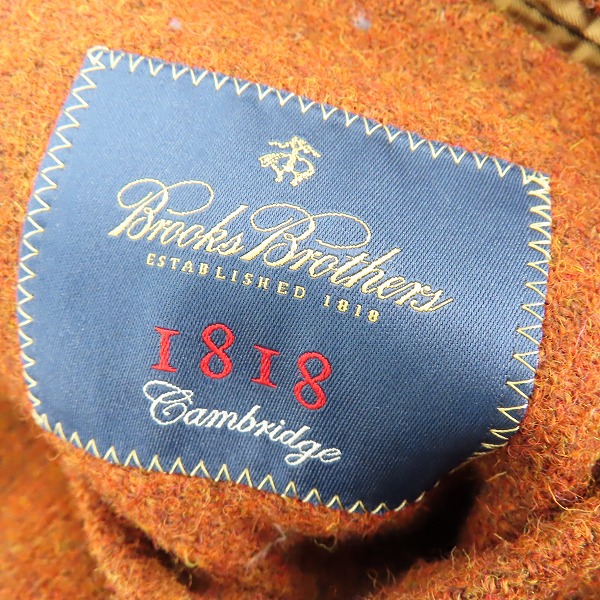 Brooks Brothers
ESTABLISHED 1818
1818
Cambridge